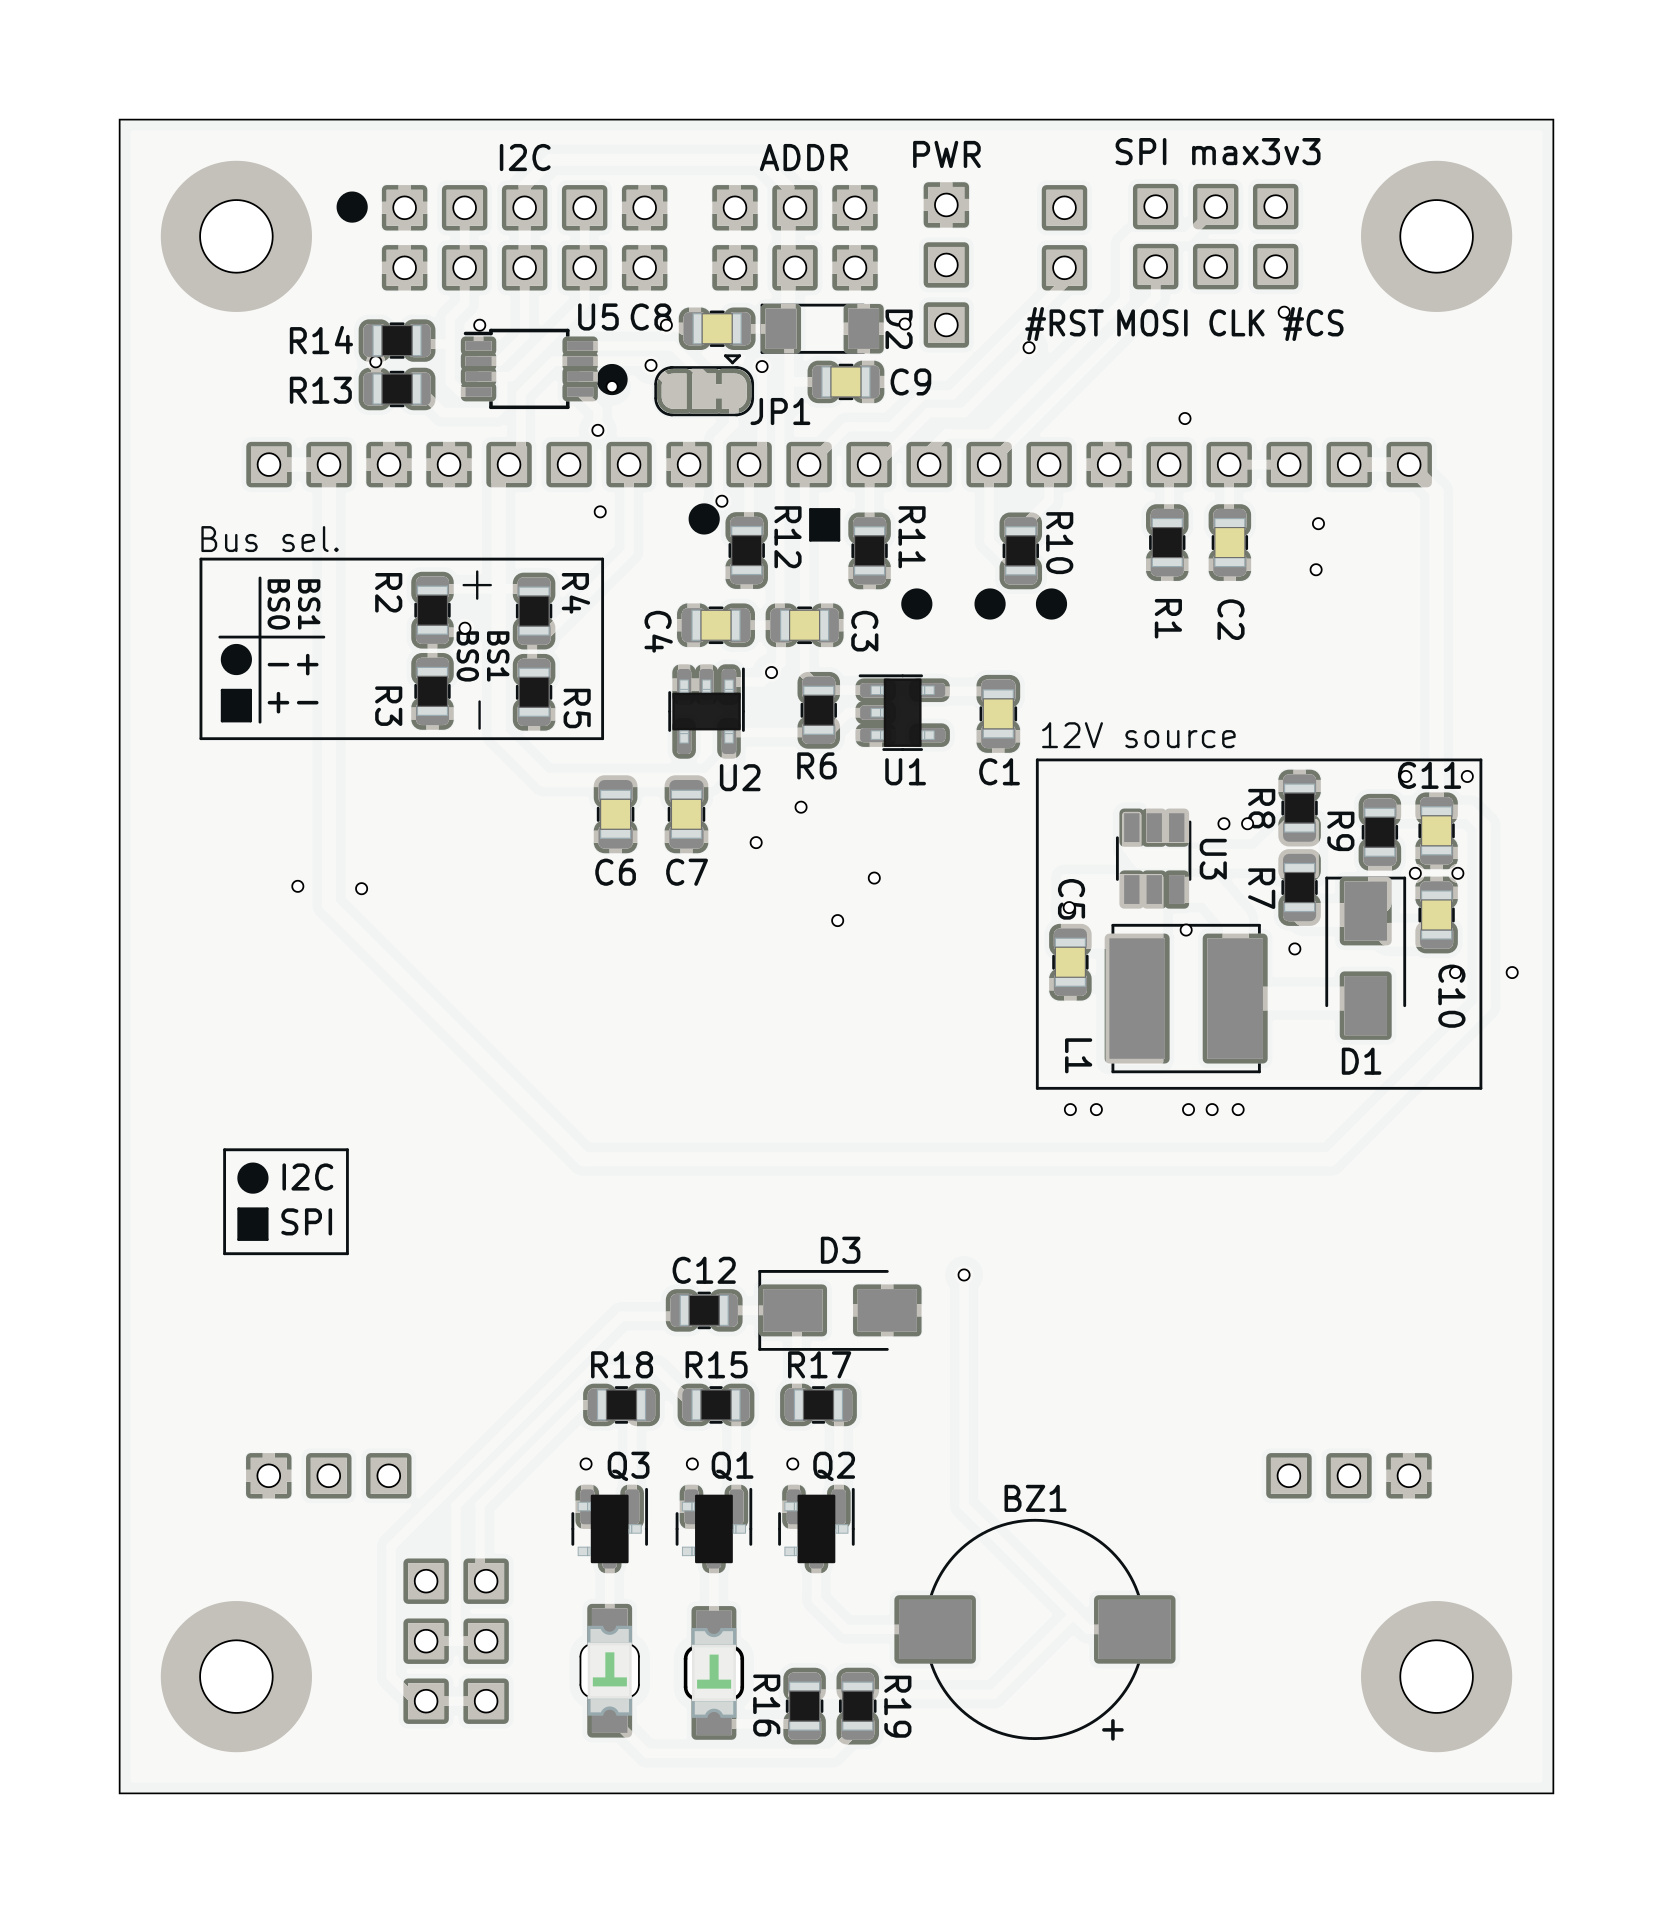 I2C ADDR PWR SPI max3v3
R14 U5 C8 D2 #RST MOSI CLK #CS
R13 C9
JP1
R12 R11 R10
Bus sel.
BS1
BS0
R2 + R4
R1 C2
C4 C3
BS1
BS0
- +
+ -
R3 - R5
12V source
U2 R6 U1 C1
C11
R8 R9
U3
C6 C7
R7
C5
C10
L1 D1
I2C
SPI
D3
C12
R18 R15 R17
Q3 Q1 Q2
BZ1
R16 R19
+